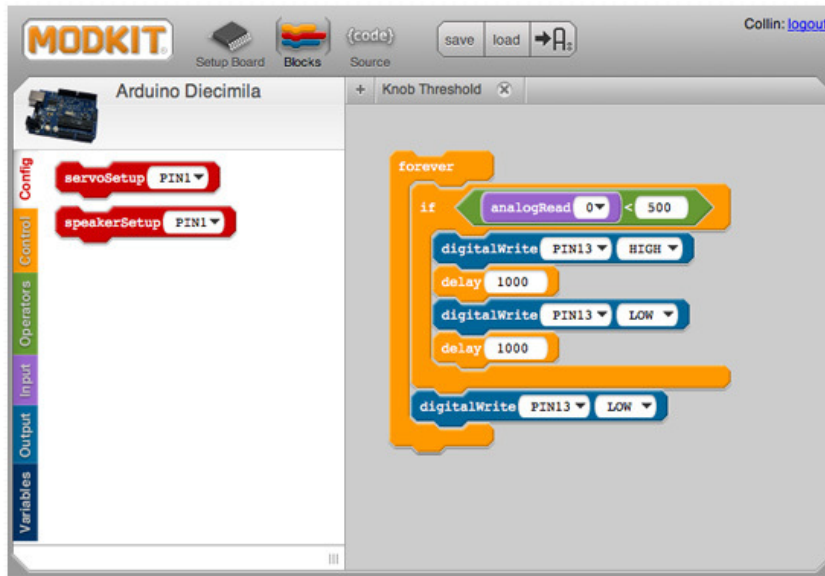 MODKIT
Setup Board
Blocks
{code}
Source
save
load
Collin: logout
Arduino Diecimila
+ Knob Threshold
Config
Control
Operators
Input
Output
Variables
servoSetup PIN1
speakerSetup PIN1
forever
if analogRead 0 < 500
digitalWrite PIN13 HIGH
delay 1000
digitalWrite PIN13 LOW
delay 1000
digitalWrite PIN13 LOW